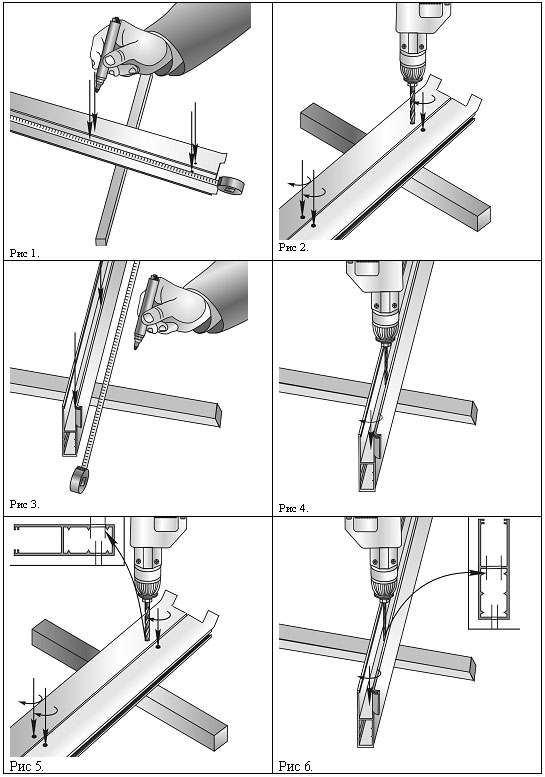 Рис 1.
Рис 2.
Рис 3.
Рис 4.
Рис 5.
Рис 6.